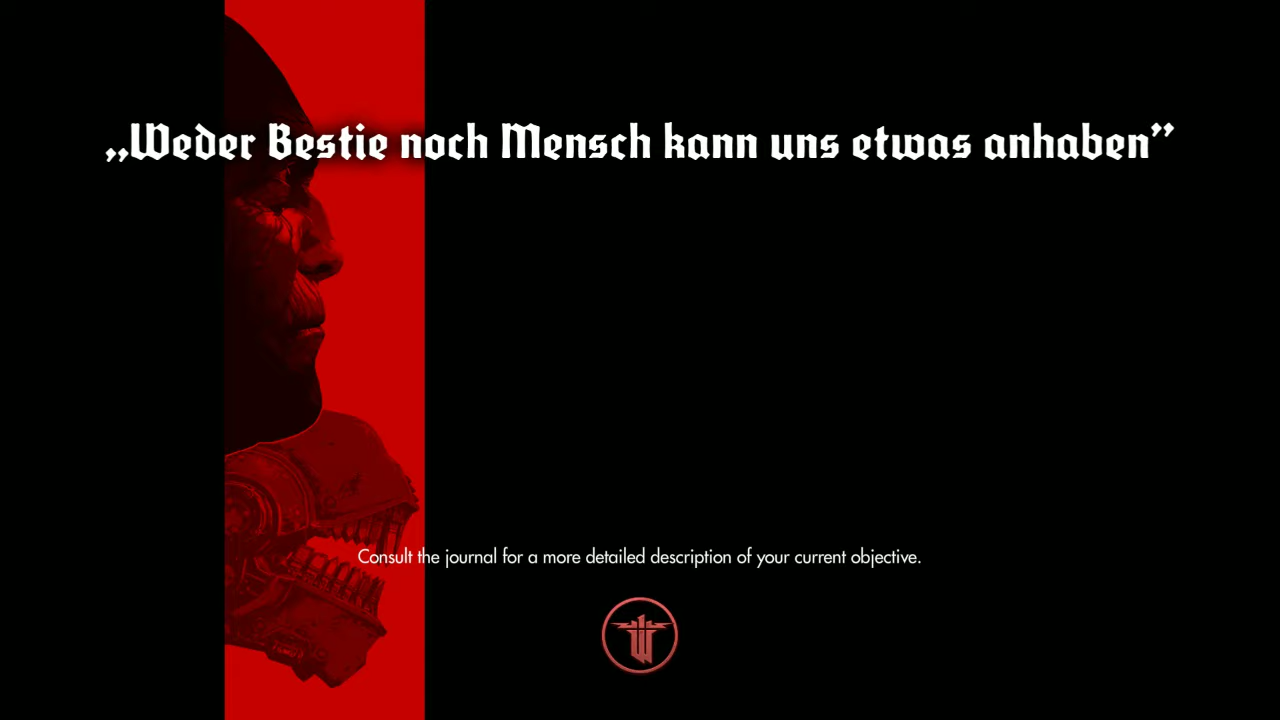 „Weder Bestie noch Mensch kann uns etwas anhaben”
Consult the journal for a more detailed description of your current objective.